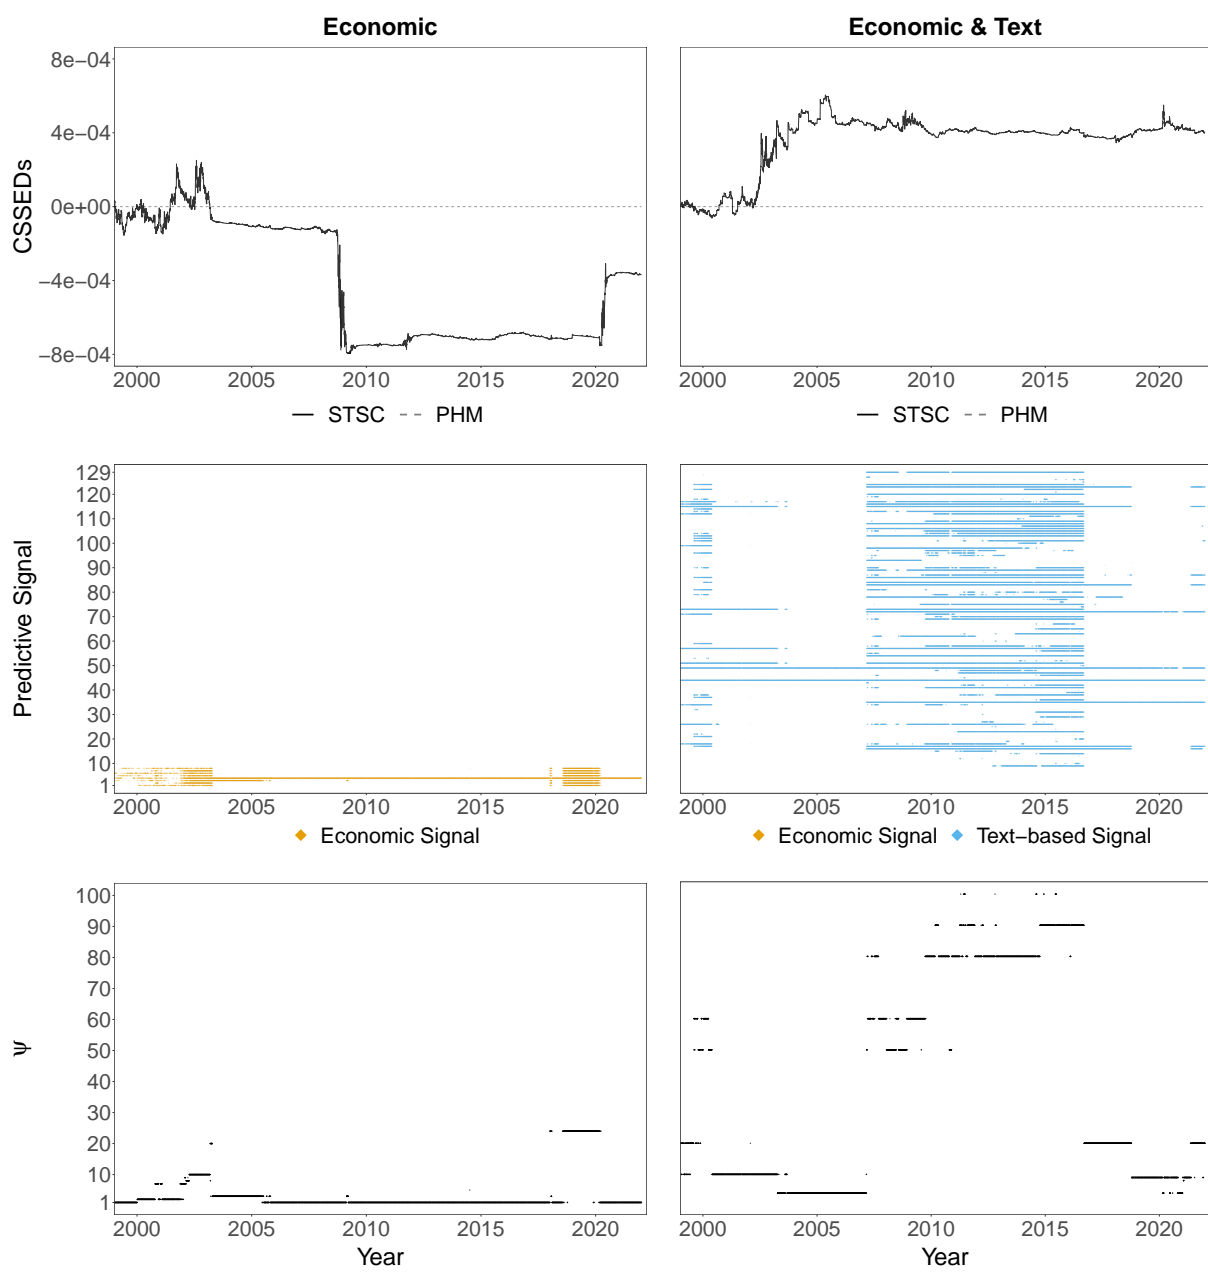 Economic
Economic & Text
CSSEDs
8e−04
4e−04
0e+00
−4e−04
−8e−04
2000 2005 2010 2015 2020
2000 2005 2010 2015 2020
STSC PHM
STSC PHM
Predictive Signal
129
120
110
100
90
80
70
60
50
40
30
20
10
1
2000 2005 2010 2015 2020
2000 2005 2010 2015 2020
Economic Signal
Economic Signal Text−based Signal
ψ
100
90
80
70
60
50
40
30
20
10
1
2000 2005 2010 2015 2020
2000 2005 2010 2015 2020
Year
Year